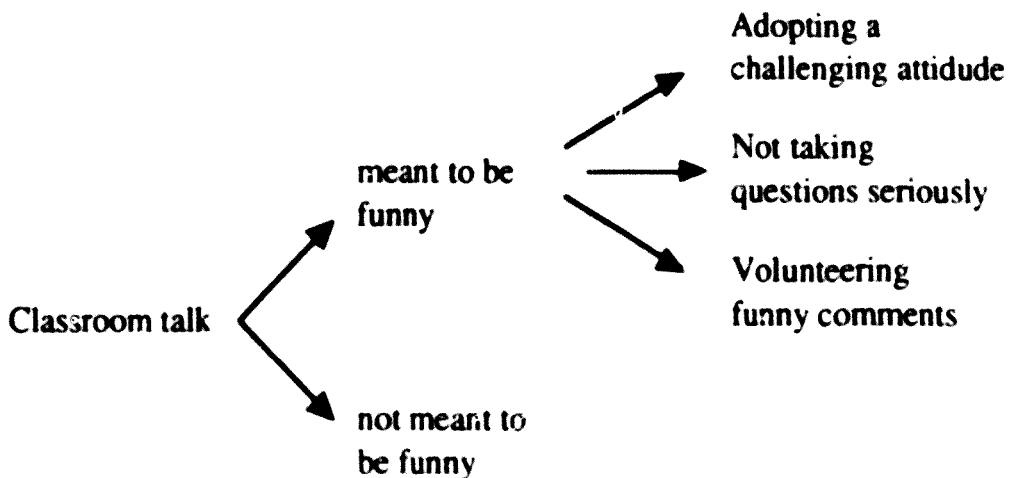 Adopting a
challenging attidude
meant to be
funny
Not taking
questions seriously
Volunteering
funny comments
Classroom talk
not meant to
be funny